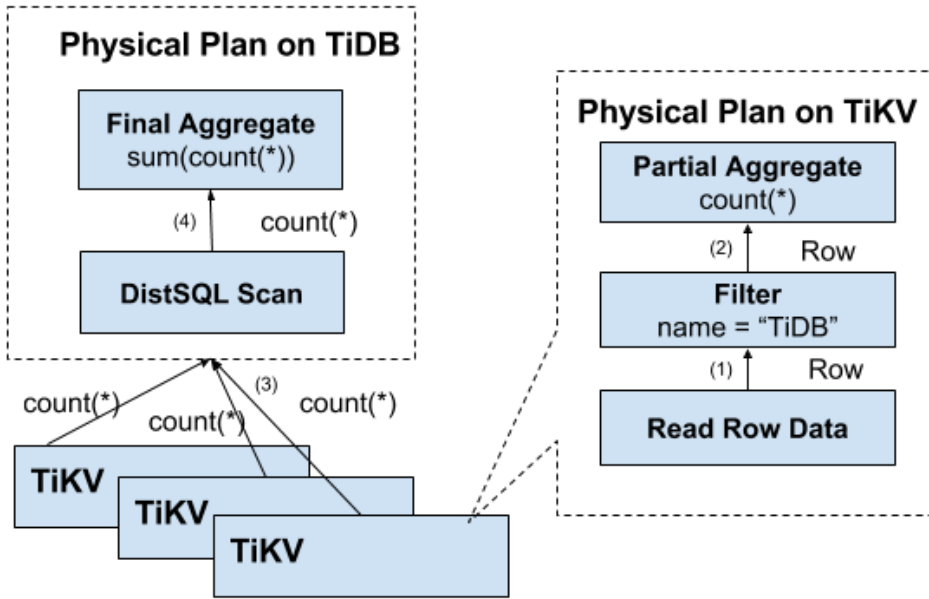 Physical Plan on TiDB
Final Aggregate
sum(count(*))
(4)
count(*)
DistSQL Scan
(3)
count(*)
count(*)
count(*)
TiKV
TiKV
TiKV
Physical Plan on TiKV
Partial Aggregate
count(*)
(2)
Row
Filter
name = “TiDB”
(1)
Row
Read Row Data